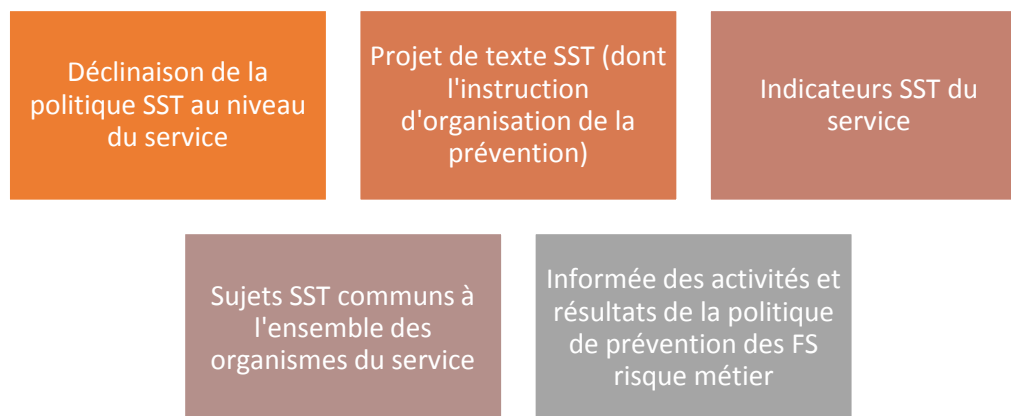 Déclinaison de la
politique SST au niveau
du service
Projet de texte SST (dont
l'instruction
d'organisation de la
prévention)
Indicateurs SST du
service
Sujets SST communs à
l'ensemble des
organismes du service
Informée des activités et
résultats de la politique
de prévention des FS
risque métier